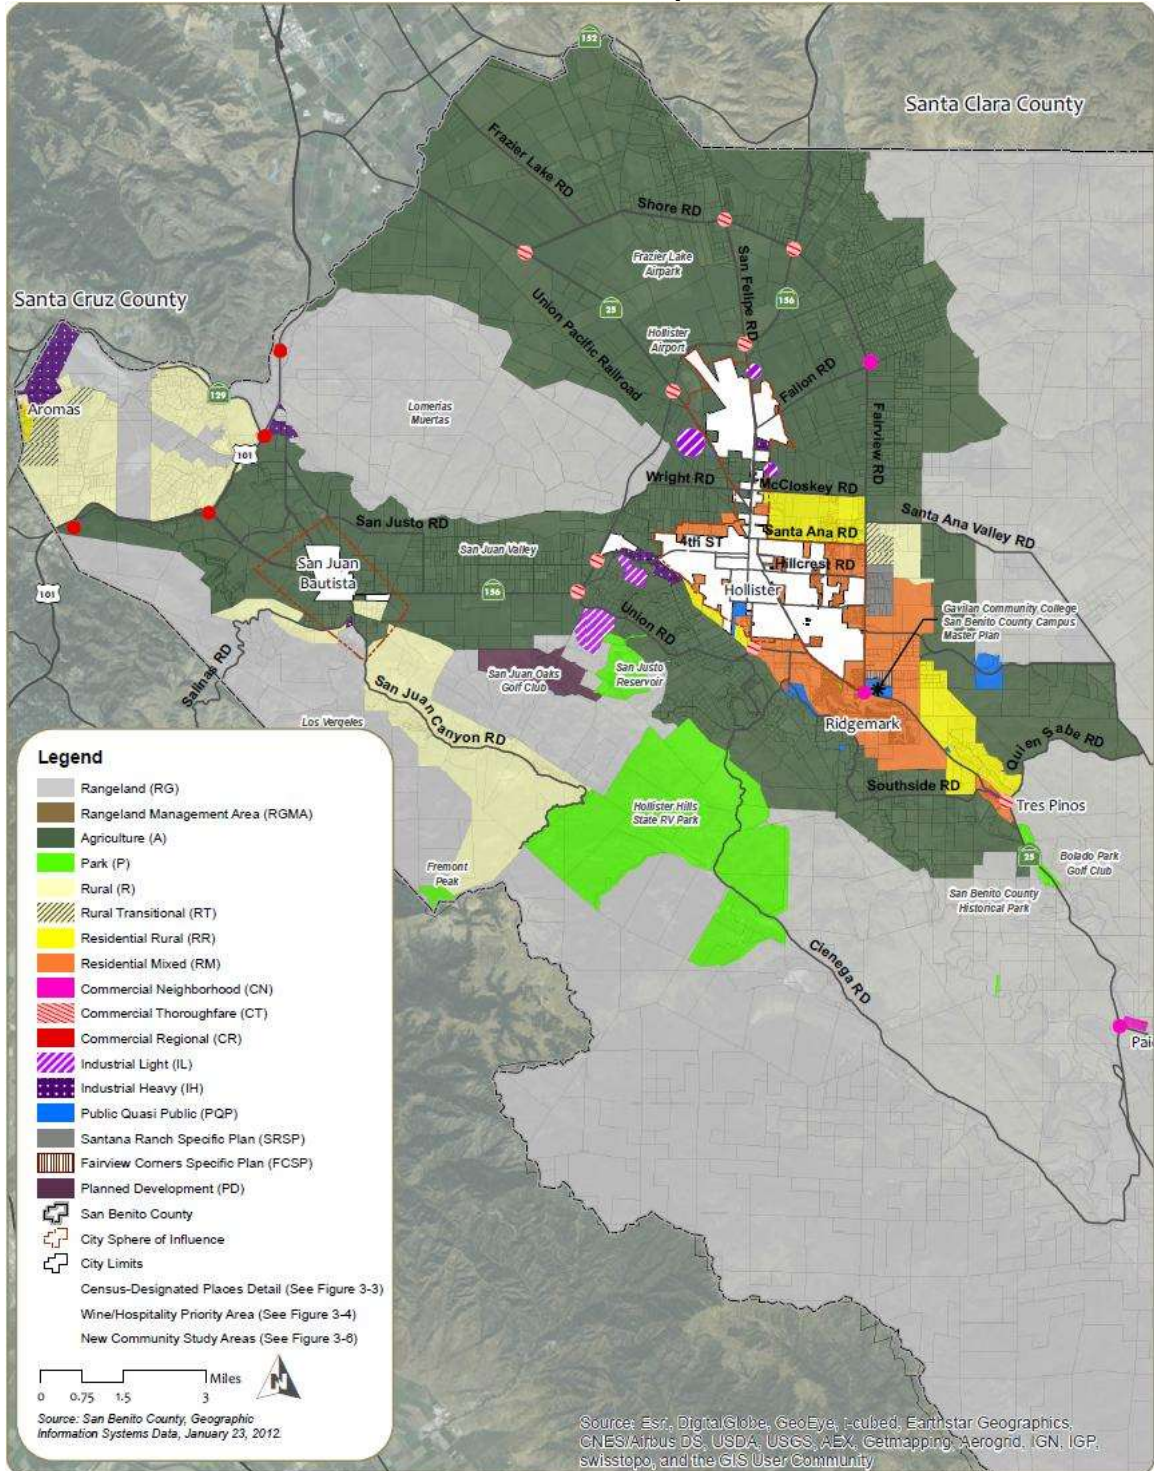 152
Santa Clara County
Frazier Lake RD
Shore RD
Frazier Lake
Airpark
San Felipe RD
Santa Cruz County
Union Pacific Railroad
25
156
Hollister
Airport
Fallon RD
129
Aromas
Lomerias
Muertas
Fairview RD
101
Wright RD
McCloskey RD
San Justo RD
Santa Ana RD
Santa Ana Valley RD
4th ST
San Juan Valley
San Juan
Bautista
Hillcrest RD
Hollister
101
156
Union RD
Gavilan Community College
San Benito County Campus
Master Plan
Salinas RD
San Juan Oaks
Golf Club
San Justo
Reservoir
San Juan Canyon RD
Los Vergeles
Ridgemark
Quien Sabe RD
Southside RD
Tres Pinos
Hollister Hills
State RV Park
25
Bolado Park
Golf Club
Fremont
Peak
San Benito County
Historical Park
Cienega RD
Pai
Legend
Rangeland (RG)
Rangeland Management Area (RGMA)
Agriculture (A)
Park (P)
Rural (R)
Rural Transitional (RT)
Residential Rural (RR)
Residential Mixed (RM)
Commercial Neighborhood (CN)
Commercial Thoroughfare (CT)
Commercial Regional (CR)
Industrial Light (IL)
Industrial Heavy (IH)
Public Quasi Public (PQP)
Santana Ranch Specific Plan (SRSP)
Fairview Corners Specific Plan (FCSP)
Planned Development (PD)
San Benito County
City Sphere of Influence
City Limits
Census-Designated Places Detail (See Figure 3-3)
Wine/Hospitality Priority Area (See Figure 3-4)
New Community Study Areas (See Figure 3-6)
Miles
0 0.75 1.5 3
N
Source: San Benito County, Geographic
Information Systems Data, January 23, 2012.
Source: Esri, DigitalGlobe, GeoEye, i-cubed, Earthstar Geographics,
CNES/Airbus DS, USDA, USGS, AEX, Getmapping, Aerogrid, IGN, IGP,
swisstopo, and the GIS User Community